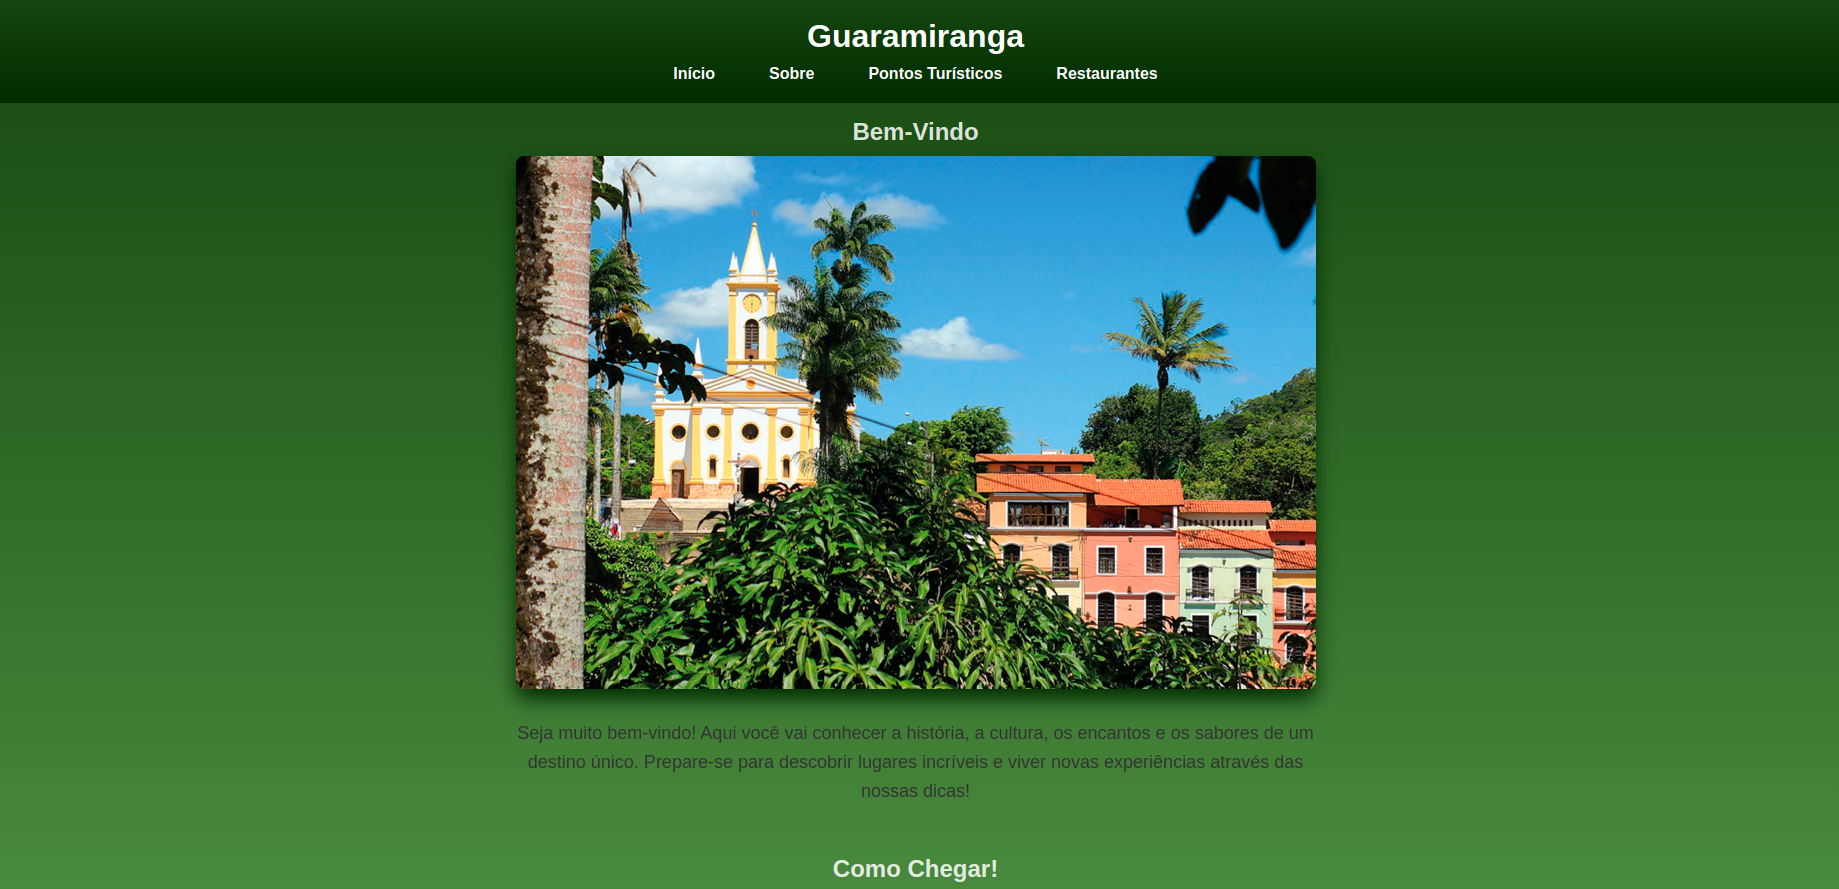 Guaramiranga
Início Sobre Pontos Turísticos Restaurantes
Bem-Vindo
Seja muito bem-vindo! Aqui você vai conhecer a história, a cultura, os encantos e os sabores de um
destino único. Prepare-se para descobrir lugares incríveis e viver novas experiências através das
nossas dicas!
Como Chegar!